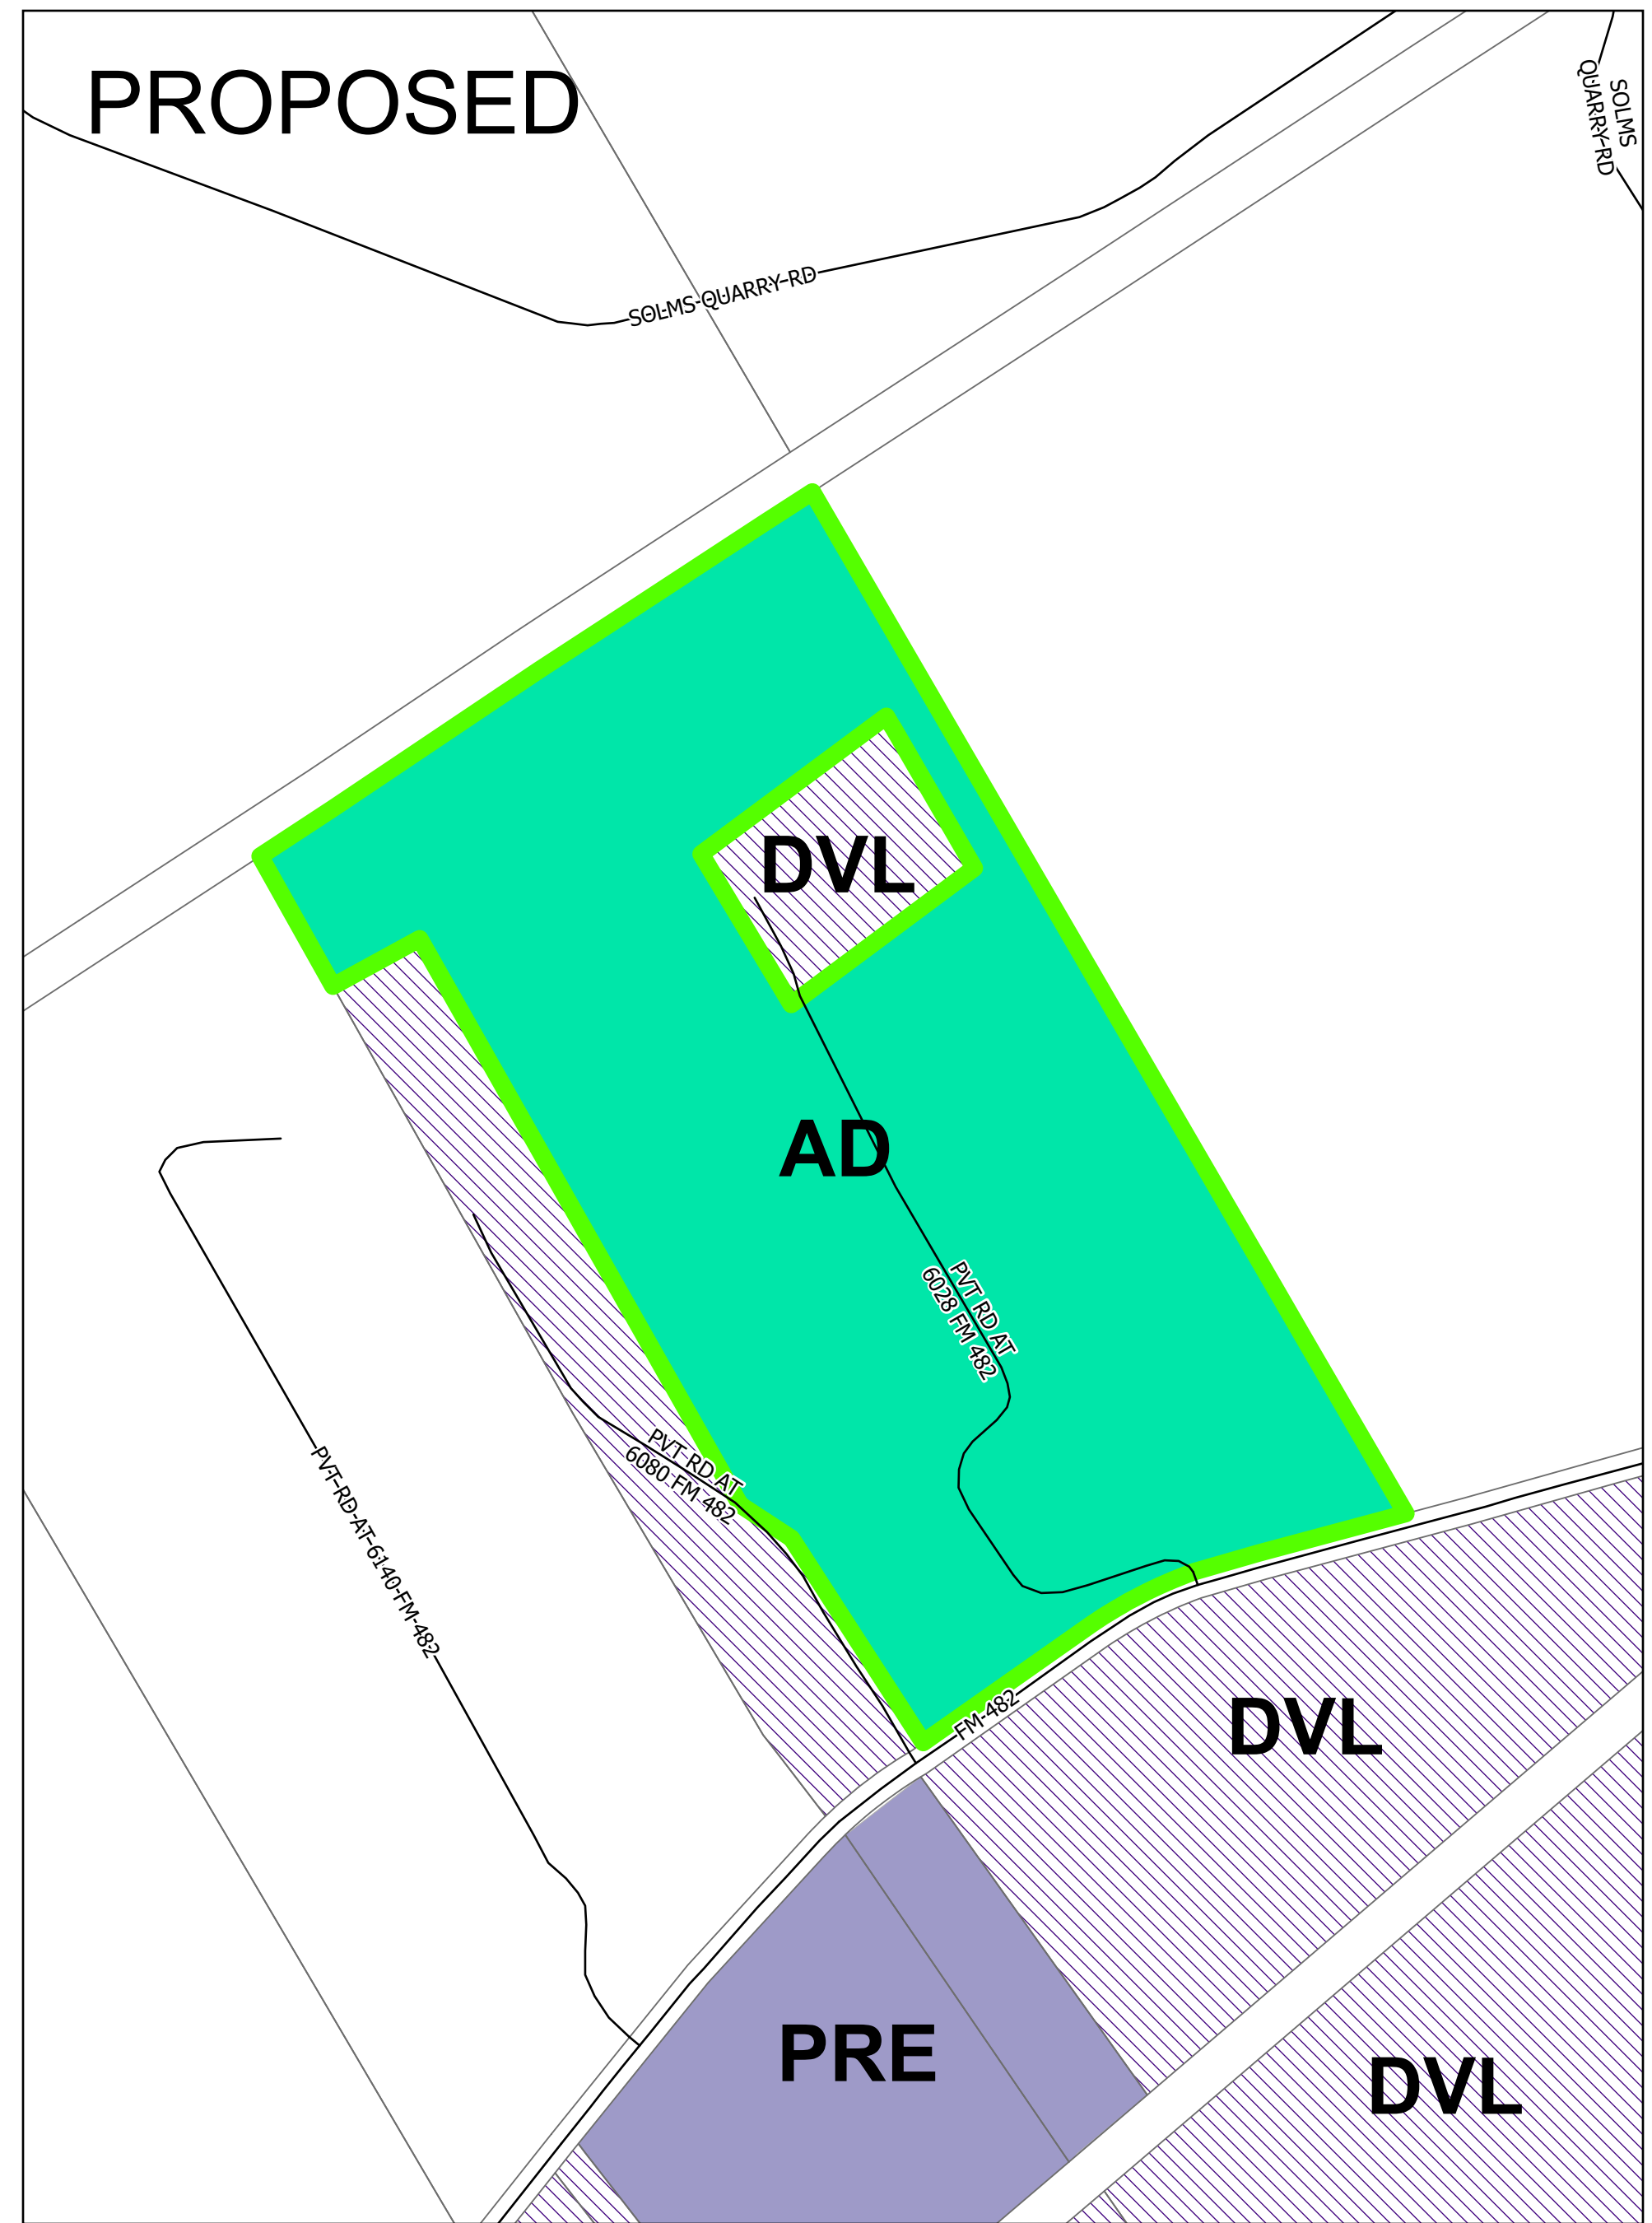 PROPOSED
SOLMS
QUARRY-RD
SOLMS-QUARRY-RD
DVL
AD
PVT RD AT
6028 FM 482
PVT RD AT
6080 FM 482
PVT-RD-AT-6140-FM-482
FM-482
DVL
PRE
DVL